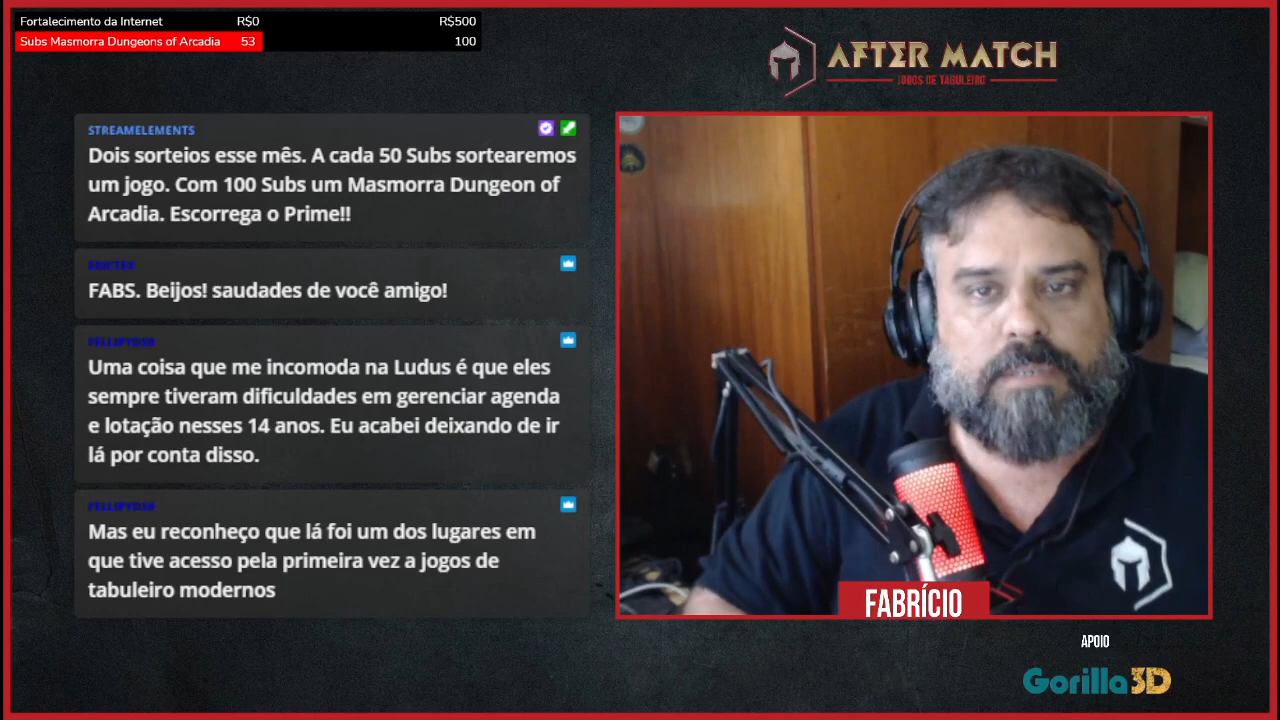 Fortalecimento da Internet R$0 R$500
Subs Masmorra Dungeons of Arcadia 53 100
AFTER MATCH
JOGOS DE TABULEIRO
STREAMELEMENTS
Dois sorteios esse mês. A cada 50 Subs sortearemos
um jogo. Com 100 Subs um Masmorra Dungeon of
Arcadia. Escorrega o Prime!!
FABS. Beijos! saudades de você amigo!
Uma coisa que me incomoda na Ludus é que eles
sempre tiveram dificuldades em gerenciar agenda
e lotação nesses 14 anos. Eu acabei deixando de ir
lá por conta disso.
Mas eu reconheço que lá foi um dos lugares em
que tive acesso pela primeira vez a jogos de
tabuleiro modernos
FABRÍCIO
APOIO
Gorilla3D